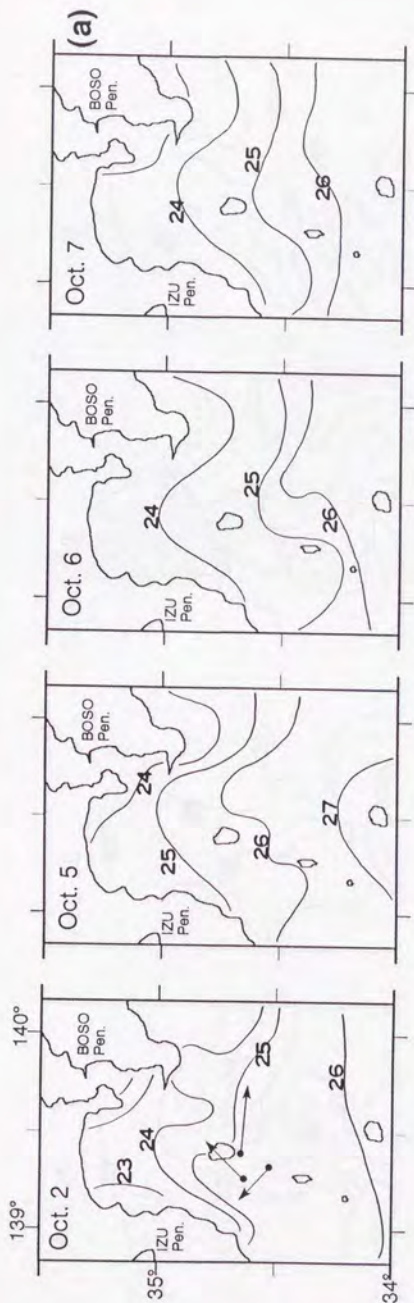 (a)
139° 140°
35°
34°
Oct. 2
IZU
Pen.
BOSO
Pen.
23
24
25
26
Oct. 5
IZU
Pen.
BOSO
Pen.
24
25
26
27
Oct. 6
IZU
Pen.
BOSO
Pen.
24
25
26
Oct. 7
IZU
Pen.
BOSO
Pen.
24
25
26